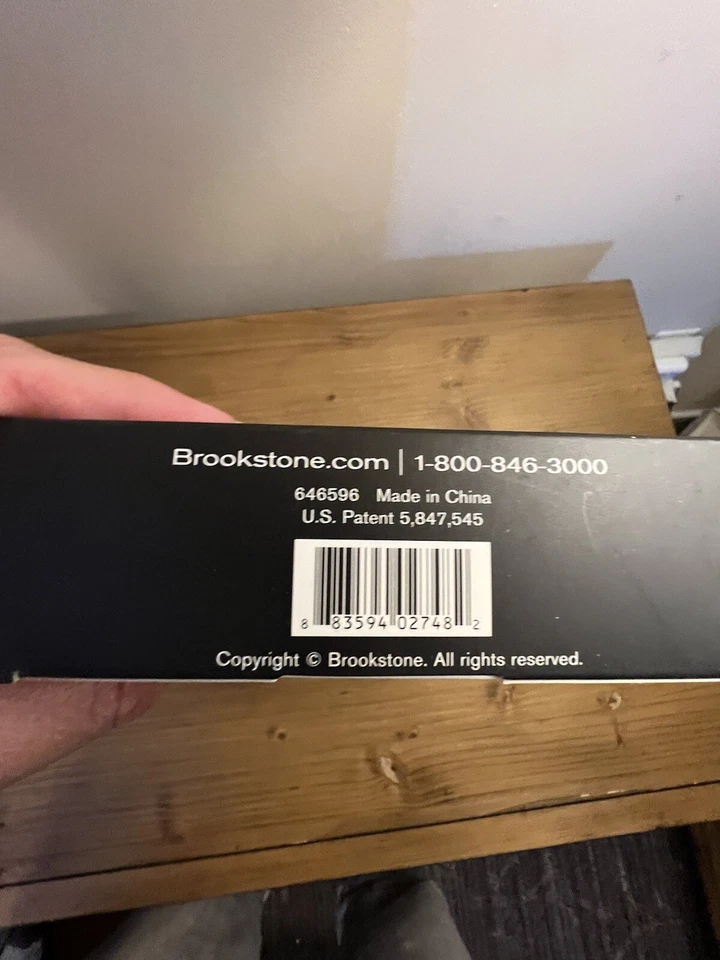 Brookstone.com | 1-800-846-3000
646596 Made in China
U.S. Patent 5,847,545
8 83594 02748 2
Copyright © Brookstone. All rights reserved.